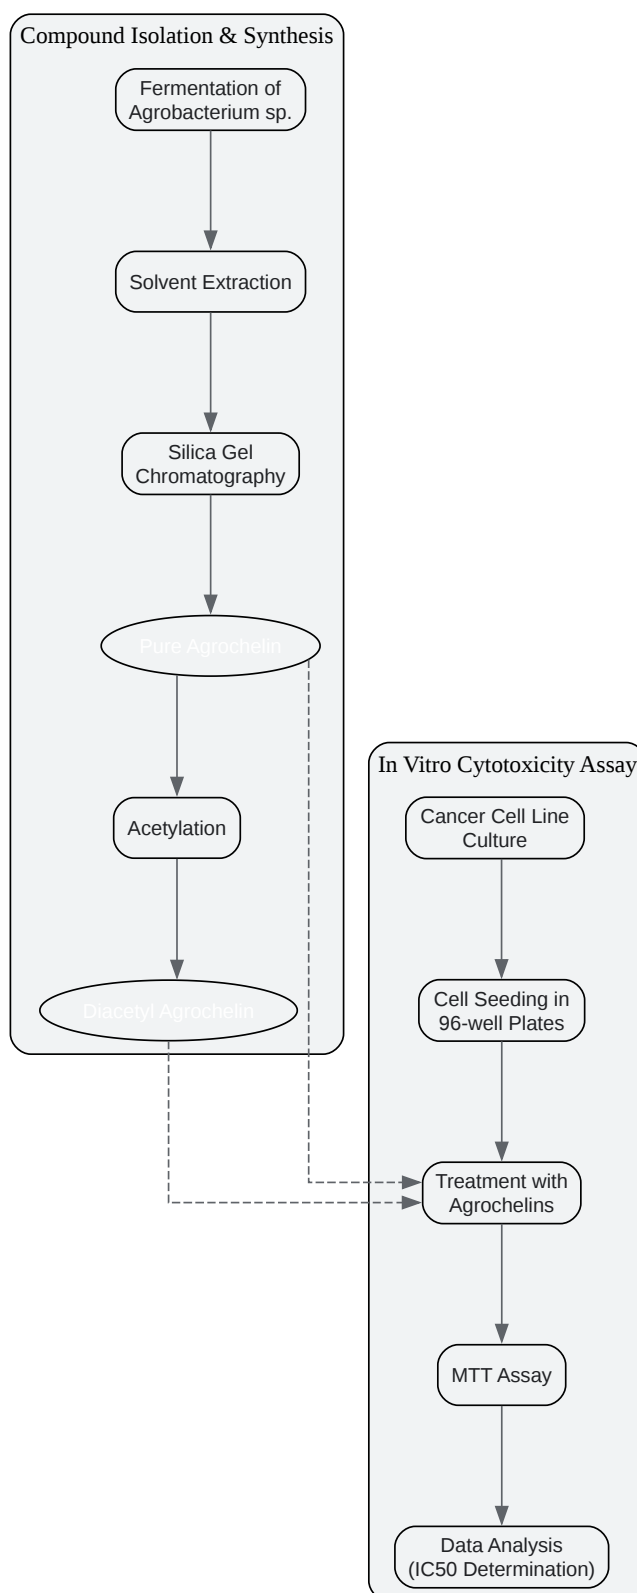 Compound Isolation & Synthesis
Fermentation of
Agrobacterium sp.
Solvent Extraction
Silica Gel
Chromatography
Pure Agrochelin
Acetylation
Diacetyl Agrochelin
In Vitro Cytotoxicity Assay
Cancer Cell Line
Culture
Cell Seeding in
96-well Plates
Treatment with
Agrochelins
MTT Assay
Data Analysis
(IC50 Determination)